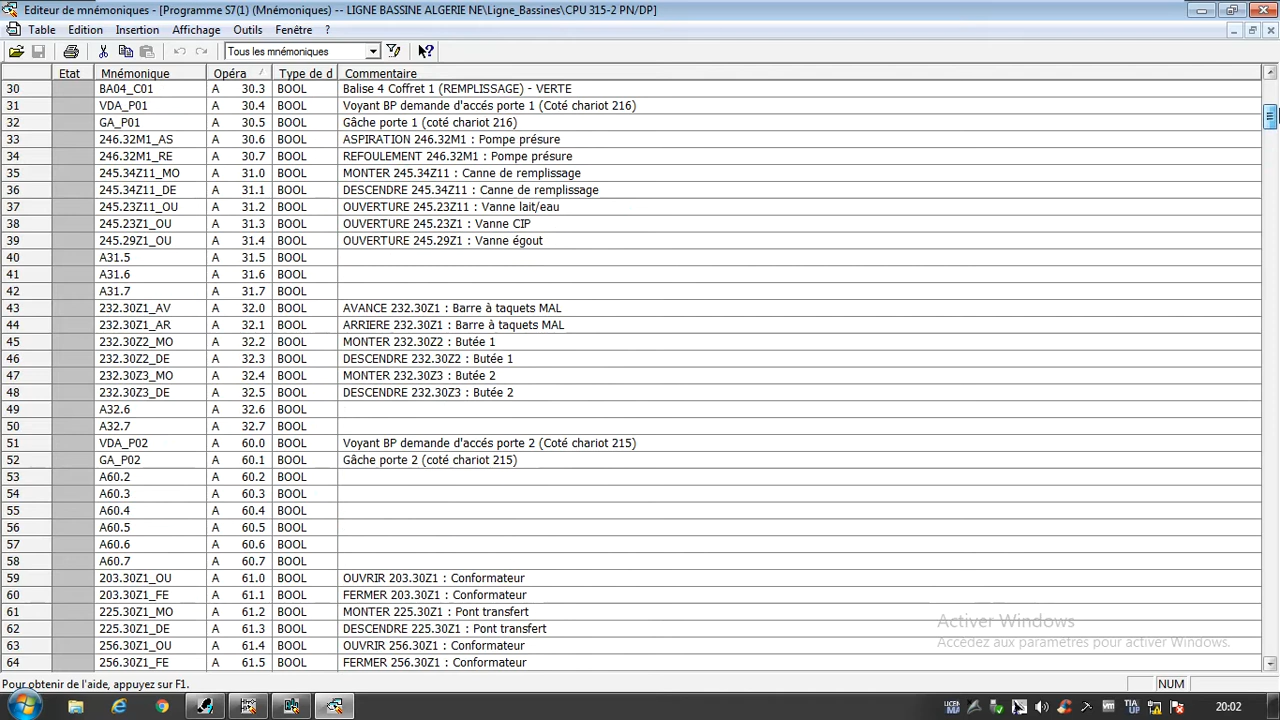 Editeur de mnémoniques - [Programme S7(1) (Mnémoniques) -- LIGNE BASSINE ALGERIE NE\Ligne_Bassines\CPU 315-2 PN/DP]
Table Edition Insertion Affichage Outils Fenêtre ?
Tous les mnémoniques
Etat Mnémonique Opéra Type de d Commentaire
30 BA04_C01 A 30.3 BOOL Balise 4 Coffret 1 (REMPLISSAGE) - VERTE
31 VDA_P01 A 30.4 BOOL Voyant BP demande d'accés porte 1 (Coté chariot 216)
32 GA_P01 A 30.5 BOOL Gâche porte 1 (coté chariot 216)
33 246.32M1_AS A 30.6 BOOL ASPIRATION 246.32M1 : Pompe présure
34 246.32M1_RE A 30.7 BOOL REFOULEMENT 246.32M1 : Pompe présure
35 245.34Z11_MO A 31.0 BOOL MONTER 245.34Z11 : Canne de remplissage
36 245.34Z11_DE A 31.1 BOOL DESCENDRE 245.34Z11 : Canne de remplissage
37 245.23Z11_OU A 31.2 BOOL OUVERTURE 245.23Z11 : Vanne lait/eau
38 245.23Z1_OU A 31.3 BOOL OUVERTURE 245.23Z1 : Vanne CIP
39 245.29Z1_OU A 31.4 BOOL OUVERTURE 245.29Z1 : Vanne égout
40 A31.5 A 31.5 BOOL
41 A31.6 A 31.6 BOOL
42 A31.7 A 31.7 BOOL
43 232.30Z1_AV A 32.0 BOOL AVANCE 232.30Z1 : Barre à taquets MAL
44 232.30Z1_AR A 32.1 BOOL ARRIERE 232.30Z1 : Barre à taquets MAL
45 232.30Z2_MO A 32.2 BOOL MONTER 232.30Z2 : Butée 1
46 232.30Z2_DE A 32.3 BOOL DESCENDRE 232.30Z2 : Butée 1
47 232.30Z3_MO A 32.4 BOOL MONTER 232.30Z3 : Butée 2
48 232.30Z3_DE A 32.5 BOOL DESCENDRE 232.30Z3 : Butée 2
49 A32.6 A 32.6 BOOL
50 A32.7 A 32.7 BOOL
51 VDA_P02 A 60.0 BOOL Voyant BP demande d'accés porte 2 (Coté chariot 215)
52 GA_P02 A 60.1 BOOL Gâche porte 2 (coté chariot 215)
53 A60.2 A 60.2 BOOL
54 A60.3 A 60.3 BOOL
55 A60.4 A 60.4 BOOL
56 A60.5 A 60.5 BOOL
57 A60.6 A 60.6 BOOL
58 A60.7 A 60.7 BOOL
59 203.30Z1_OU A 61.0 BOOL OUVRIR 203.30Z1 : Conformateur
60 203.30Z1_FE A 61.1 BOOL FERMER 203.30Z1 : Conformateur
61 225.30Z1_MO A 61.2 BOOL MONTER 225.30Z1 : Pont transfert
62 225.30Z1_DE A 61.3 BOOL DESCENDRE 225.30Z1 : Pont transfert
63 256.30Z1_OU A 61.4 BOOL OUVRIR 256.30Z1 : Conformateur
64 256.30Z1_FE A 61.5 BOOL FERMER 256.30Z1 : Conformateur
Activer Windows
Accédez aux paramètres pour activer Windows.
Pour obtenir de l'aide, appuyez sur F1.
NUM
20:02